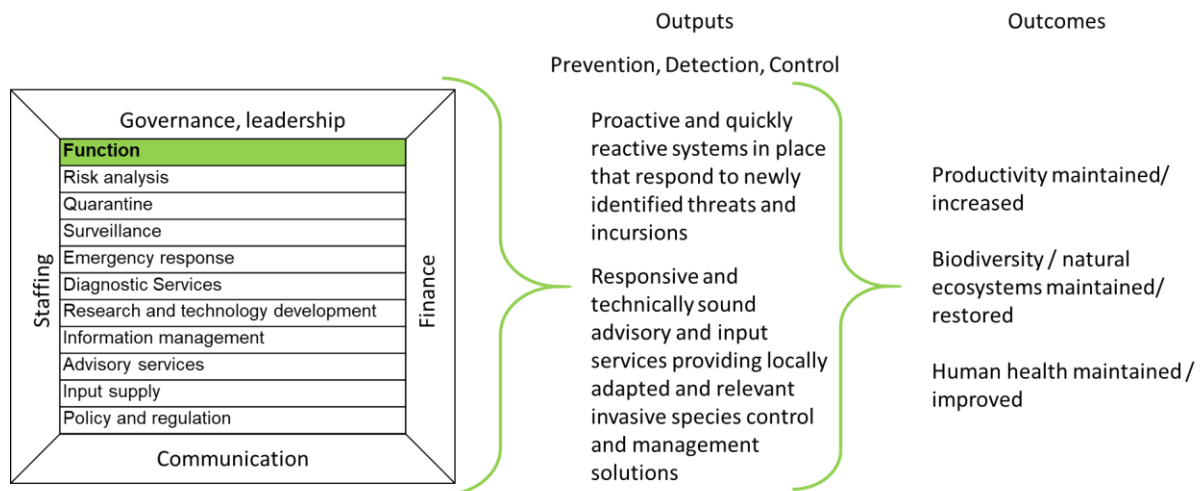 Outputs
Outcomes
Prevention, Detection, Control
Governance, leadership
Staffing
Function
Risk analysis
Quarantine
Surveillance
Emergency response
Diagnostic Services
Research and technology development
Information management
Advisory services
Input supply
Policy and regulation
Finance
Communication
Proactive and quickly
reactive systems in place
that respond to newly
identified threats and
incursions
Responsive and
technically sound
advisory and input
services providing locally
adapted and relevant
invasive species control
and management
solutions
Productivity maintained/
increased
Biodiversity / natural
ecosystems maintained/
restored
Human health maintained /
improved